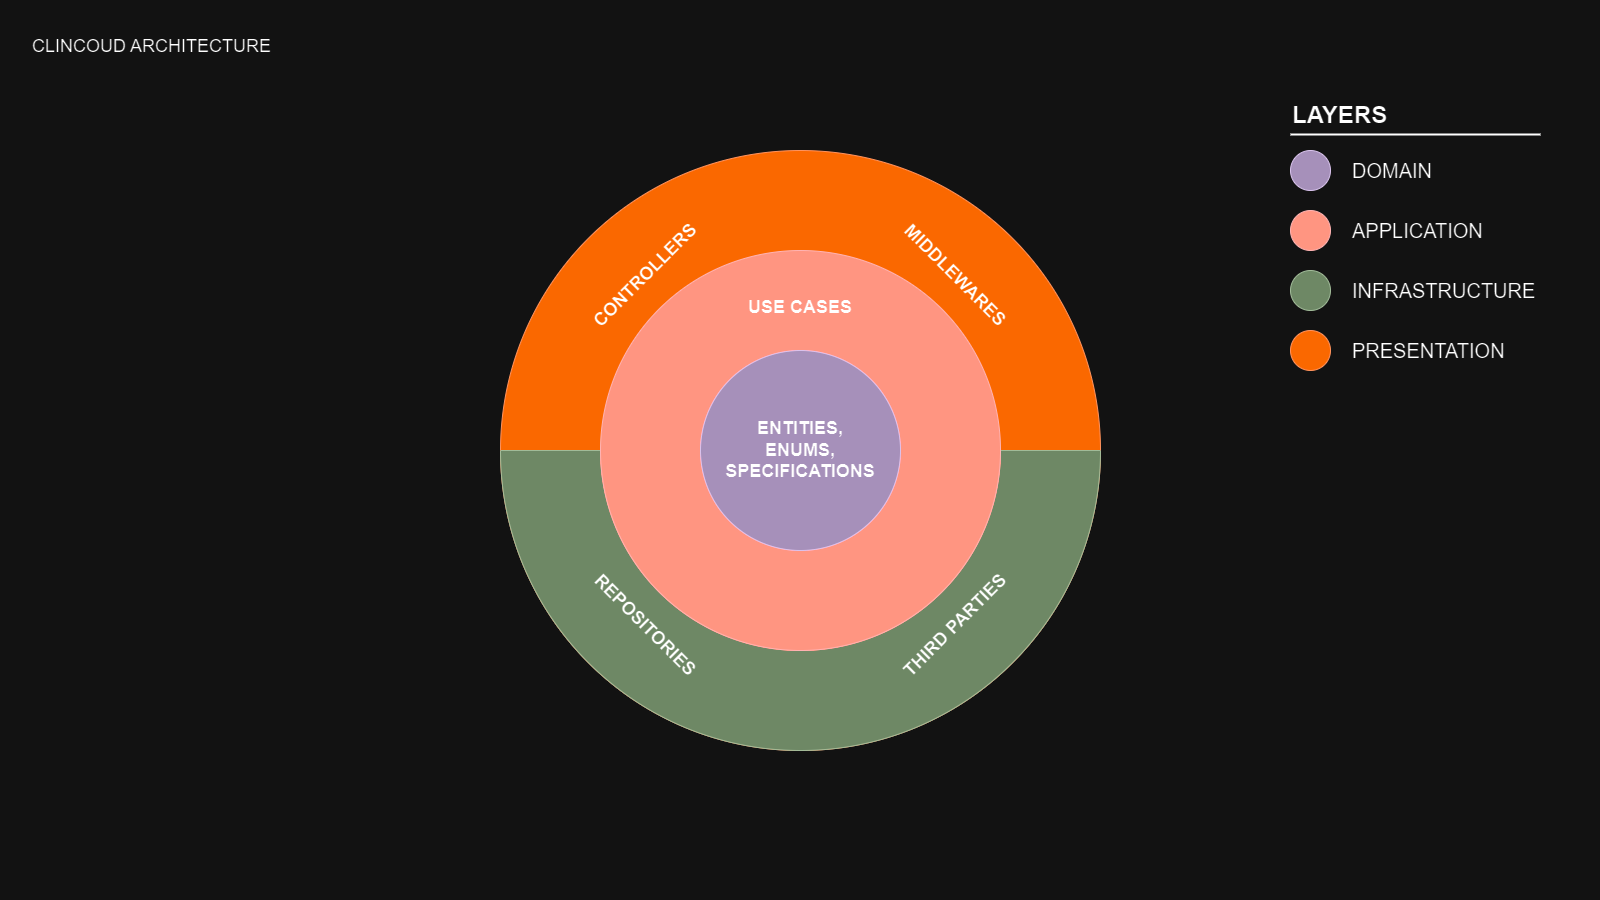 CLINCOUD ARCHITECTURE
LAYERS
DOMAIN
APPLICATION
INFRASTRUCTURE
PRESENTATION
CONTROLLERS
MIDDLEWARES
USE CASES
ENTITIES,
ENUMS,
SPECIFICATIONS
REPOSITORIES
THIRD PARTIES